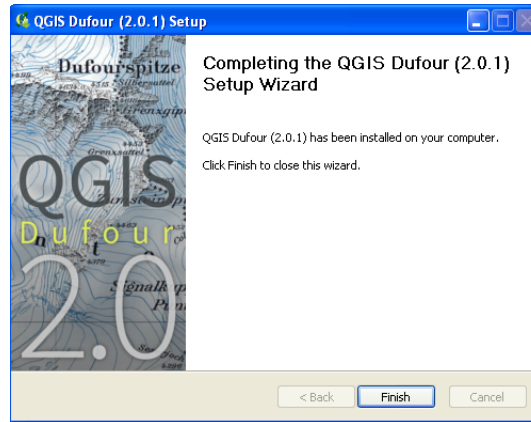 QGIS Dufour (2.0.1) Setup
Dufourspitze
Grenzsattel
QGIS
Dufour
2.0
Signalkup
Completing the QGIS Dufour (2.0.1)
Setup Wizard
QGIS Dufour (2.0.1) has been installed on your computer.
Click Finish to close this wizard.
< Back
Finish
Cancel